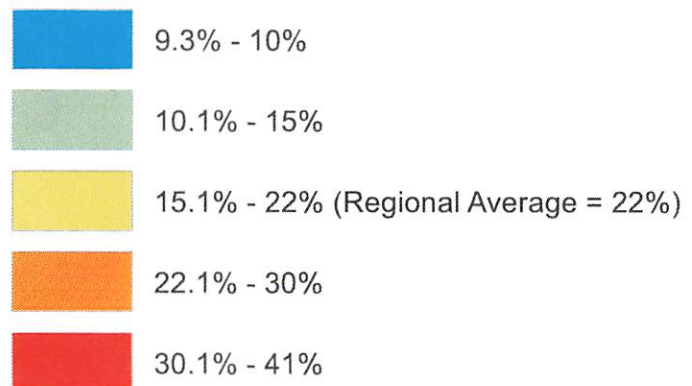 9.3% - 10%
10.1% - 15%
15.1% - 22% (Regional Average = 22%)
22.1% - 30%
30.1% - 41%